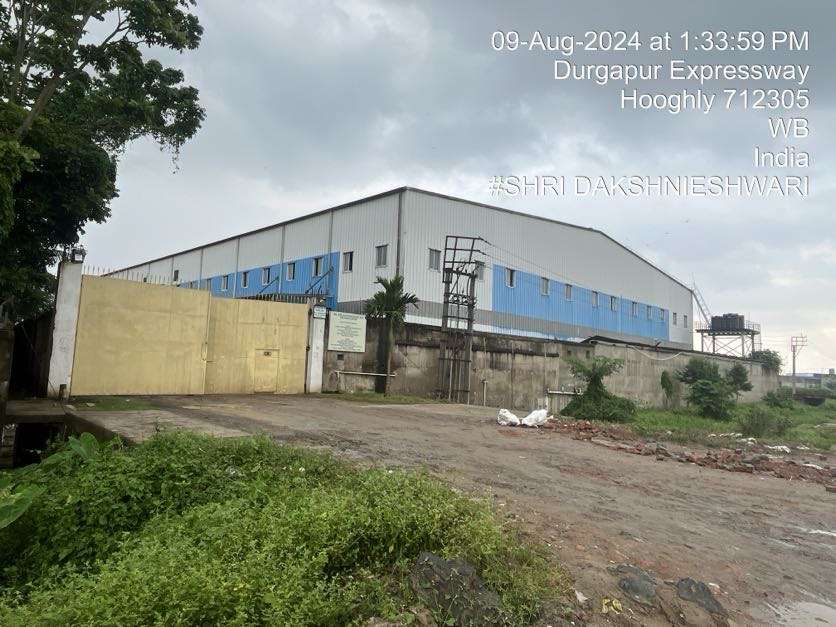 09-Aug-2024 at 1:33:59 PM
Durgapur Expressway
Hooghly 712305
WB
India
#SHRI DAKSHNIESHWARI